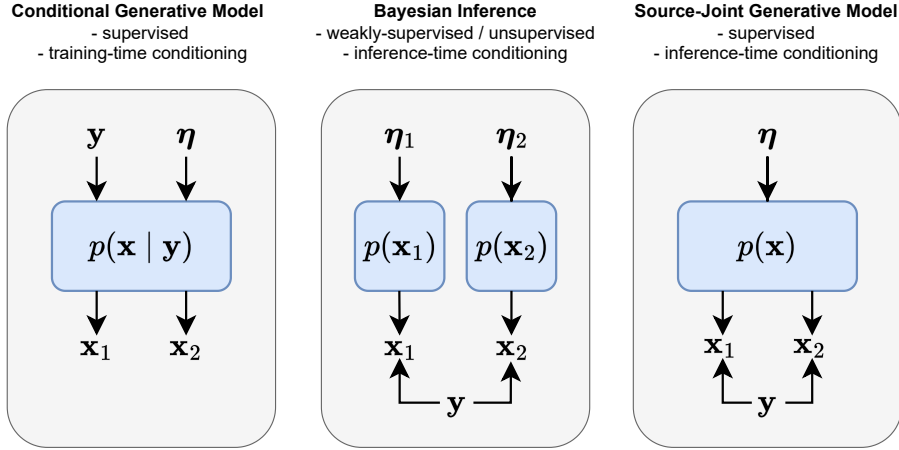 Conditional Generative Model
- supervised
- training-time conditioning
y η
p(x | y)
x₁ x₂
Bayesian Inference
- weakly-supervised / unsupervised
- inference-time conditioning
η₁ η₂
p(x₁) p(x₂)
x₁ x₂
y
Source-Joint Generative Model
- supervised
- inference-time conditioning
η
p(x)
x₁ x₂
y